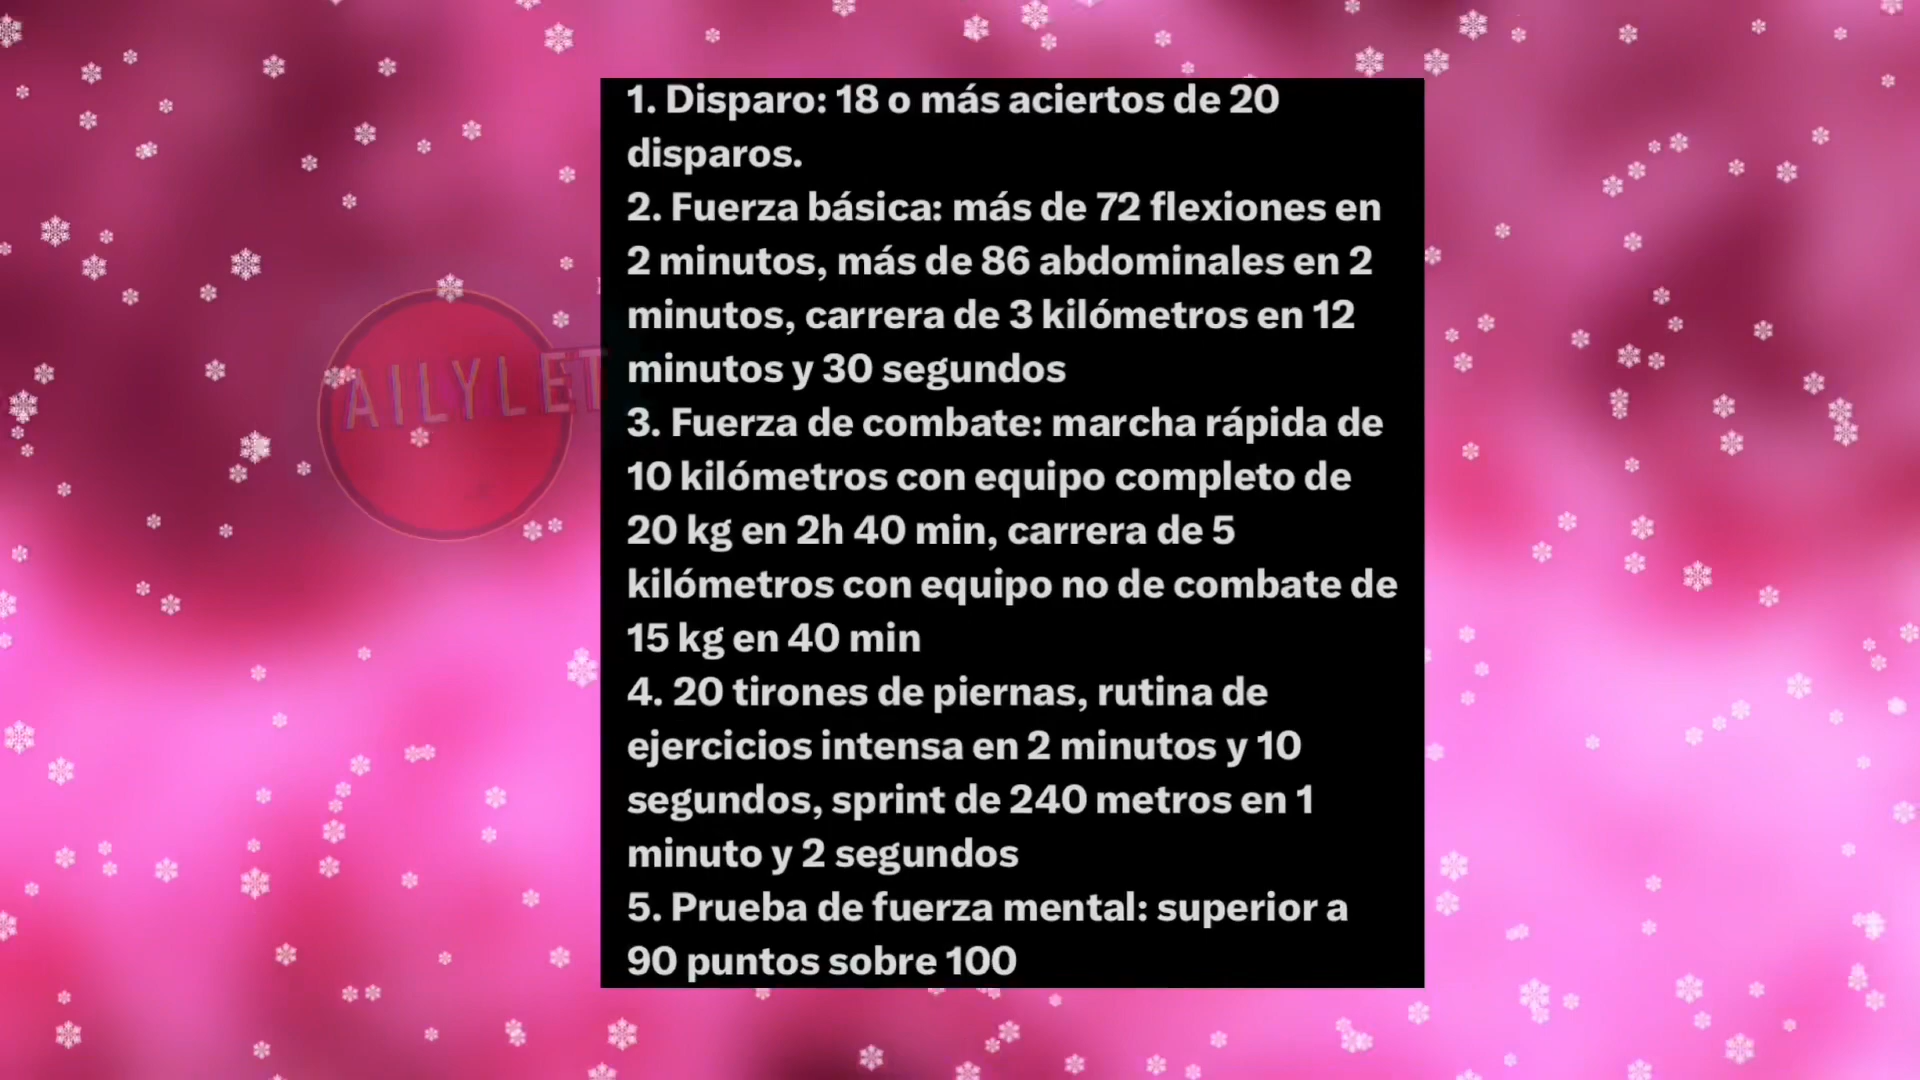 1. Disparo: 18 o más aciertos de 20
disparos.
2. Fuerza básica: más de 72 flexiones en
2 minutos, más de 86 abdominales en 2
minutos, carrera de 3 kilómetros en 12
minutos y 30 segundos
AILYLET
3. Fuerza de combate: marcha rápida de
10 kilómetros con equipo completo de
20 kg en 2h 40 min, carrera de 5
kilómetros con equipo no de combate de
15 kg en 40 min
4. 20 tirones de piernas, rutina de
ejercicios intensa en 2 minutos y 10
segundos, sprint de 240 metros en 1
minuto y 2 segundos
5. Prueba de fuerza mental: superior a
90 puntos sobre 100